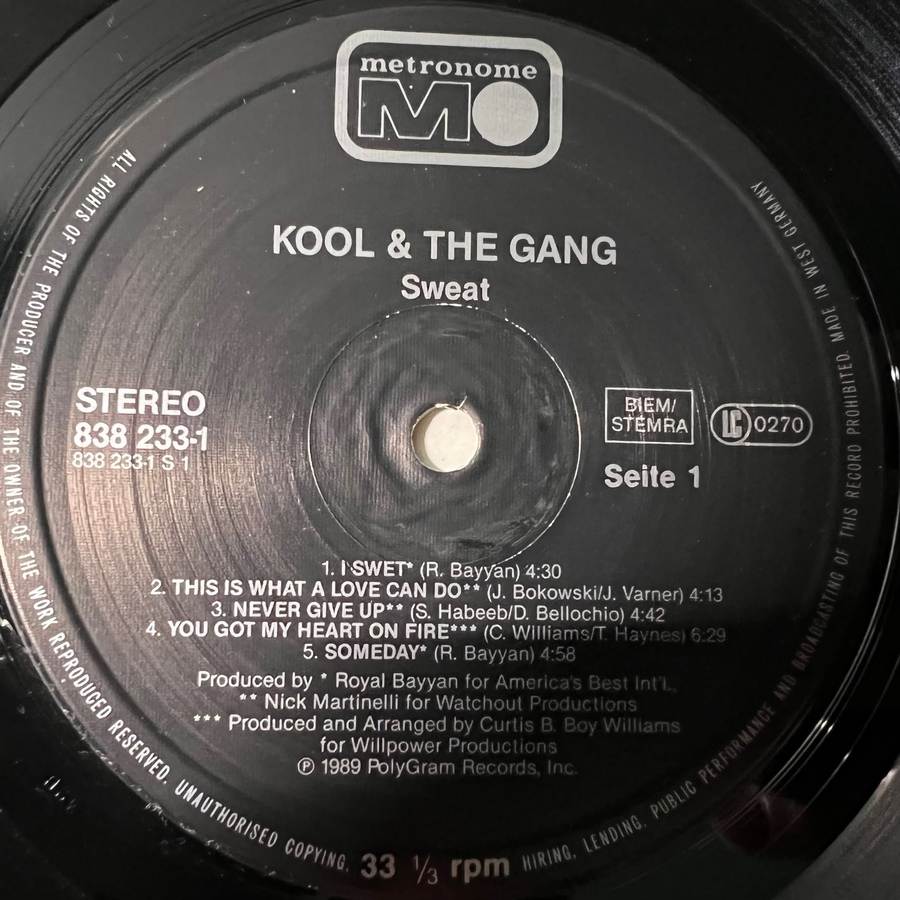 metronome
MO
KOOL & THE GANG
Sweat
STEREO
838 233-1
838 233-1 S 1
BIEM/
STEMRA
LC 0270
Seite 1
1. I SWET* (R. Bayyan) 4:30
2. THIS IS WHAT A LOVE CAN DO** (J. Bokowski/J. Varner) 4:13
3. NEVER GIVE UP** (S. Habeeb/D. Bellochio) 4:42
4. YOU GOT MY HEART ON FIRE*** (C. Williams/T. Haynes) 6:29
5. SOMEDAY* (R. Bayyan) 4:58
Produced by * Royal Bayyan for America's Best Int'l.,
** Nick Martinelli for Watchout Productions
*** Produced and Arranged by Curtis B. Boy Williams
for Willpower Productions
℗ 1989 PolyGram Records, Inc.
ALL RIGHTS OF THE PRODUCER AND OF THE OWNER OF THE WORK REPRODUCED RESERVED. UNAUTHORISED COPYING, 33 1/3 rpm HIRING, LENDING, PUBLIC PERFORMANCE AND BROADCASTING OF THIS RECORD PROHIBITED. MADE IN WEST GERMANY